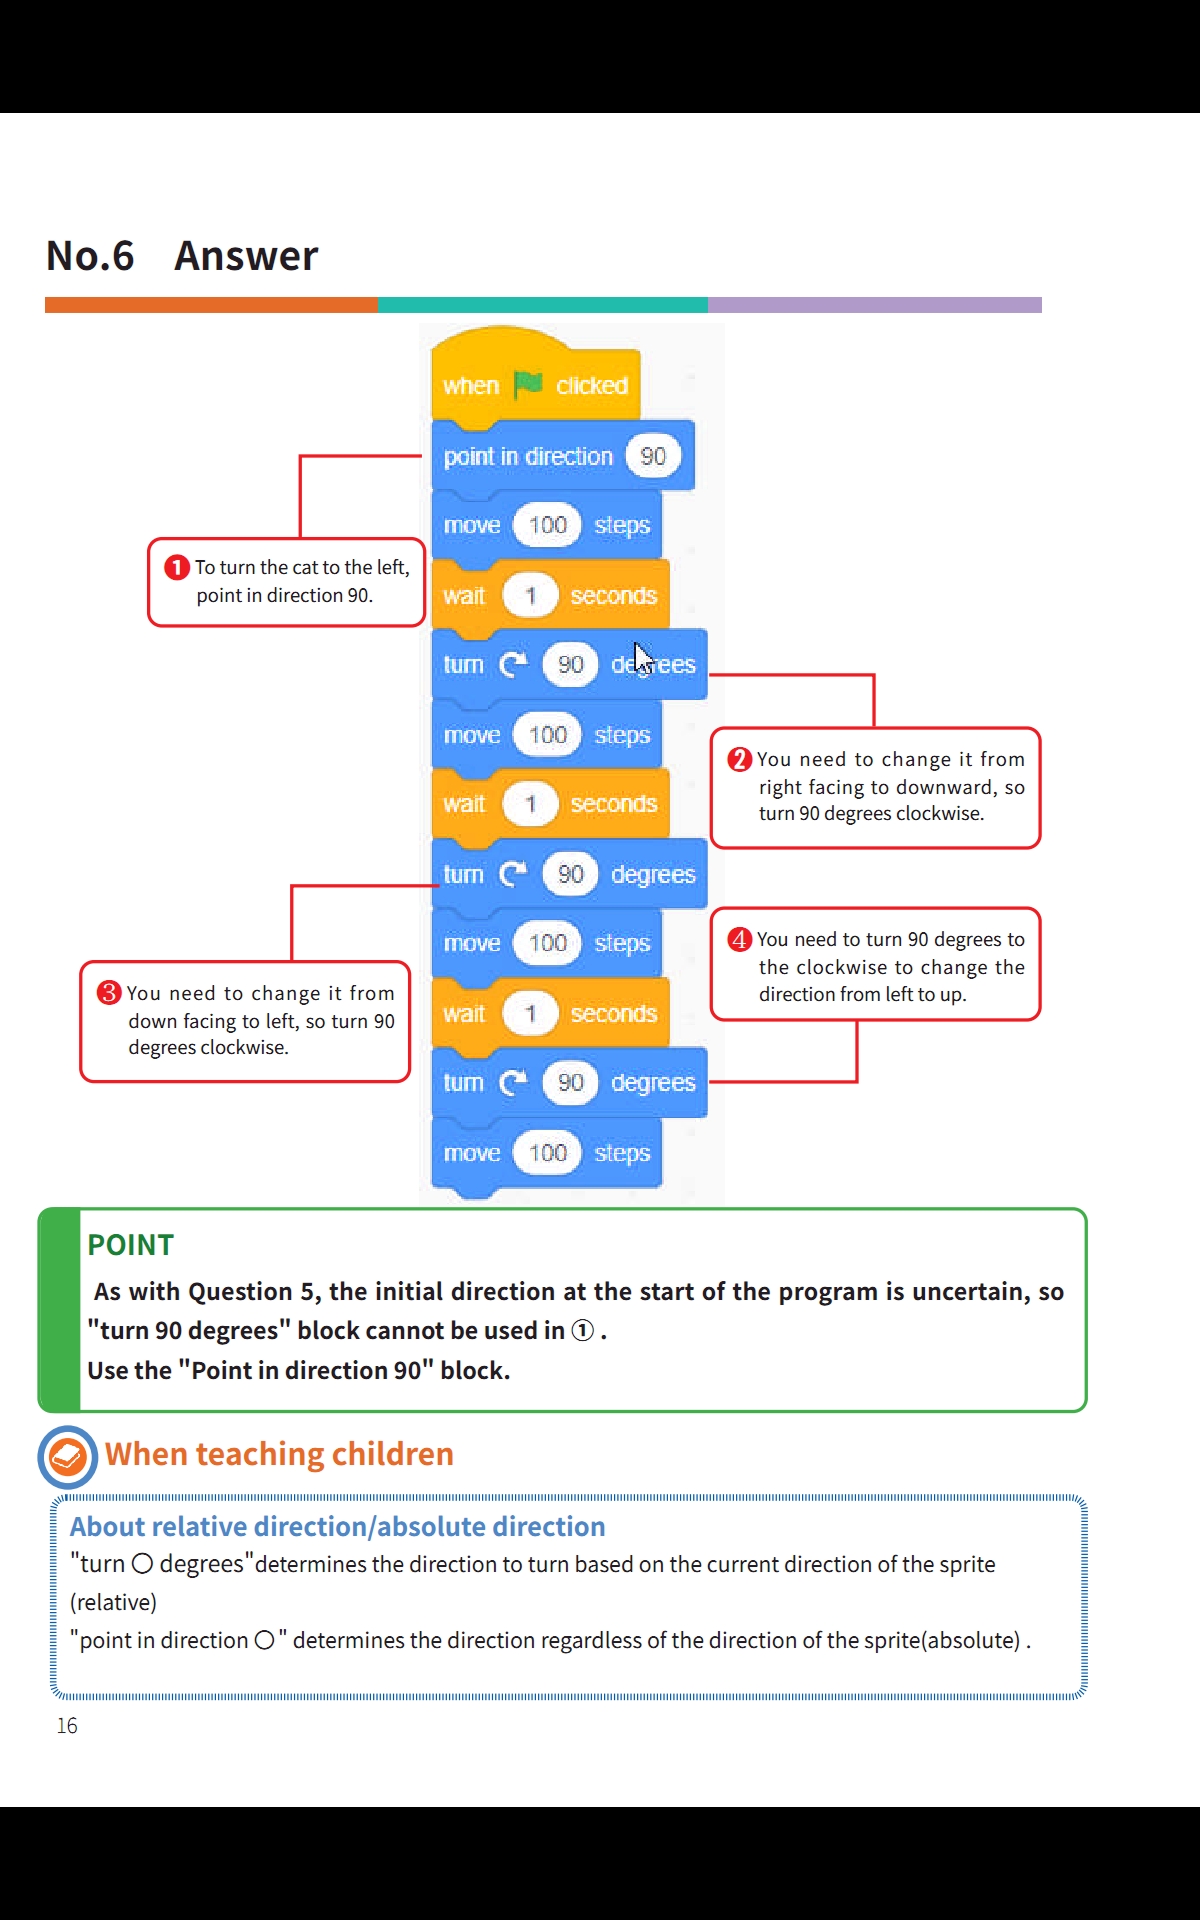 No.6 Answer
when clicked
point in direction 90
move 100 steps
❶ To turn the cat to the left,
point in direction 90.
wait 1 seconds
turn 90 degrees
move 100 steps
❷ You need to change it from
right facing to downward, so
turn 90 degrees clockwise.
wait 1 seconds
turn 90 degrees
move 100 steps
❹ You need to turn 90 degrees to
the clockwise to change the
direction from left to up.
❸ You need to change it from
down facing to left, so turn 90
degrees clockwise.
wait 1 seconds
turn 90 degrees
move 100 steps
POINT
As with Question 5, the initial direction at the start of the program is uncertain, so
"turn 90 degrees" block cannot be used in ① .
Use the "Point in direction 90" block.
When teaching children
About relative direction/absolute direction
"turn ○ degrees"determines the direction to turn based on the current direction of the sprite
(relative)
"point in direction ○" determines the direction regardless of the direction of the sprite(absolute) .
16